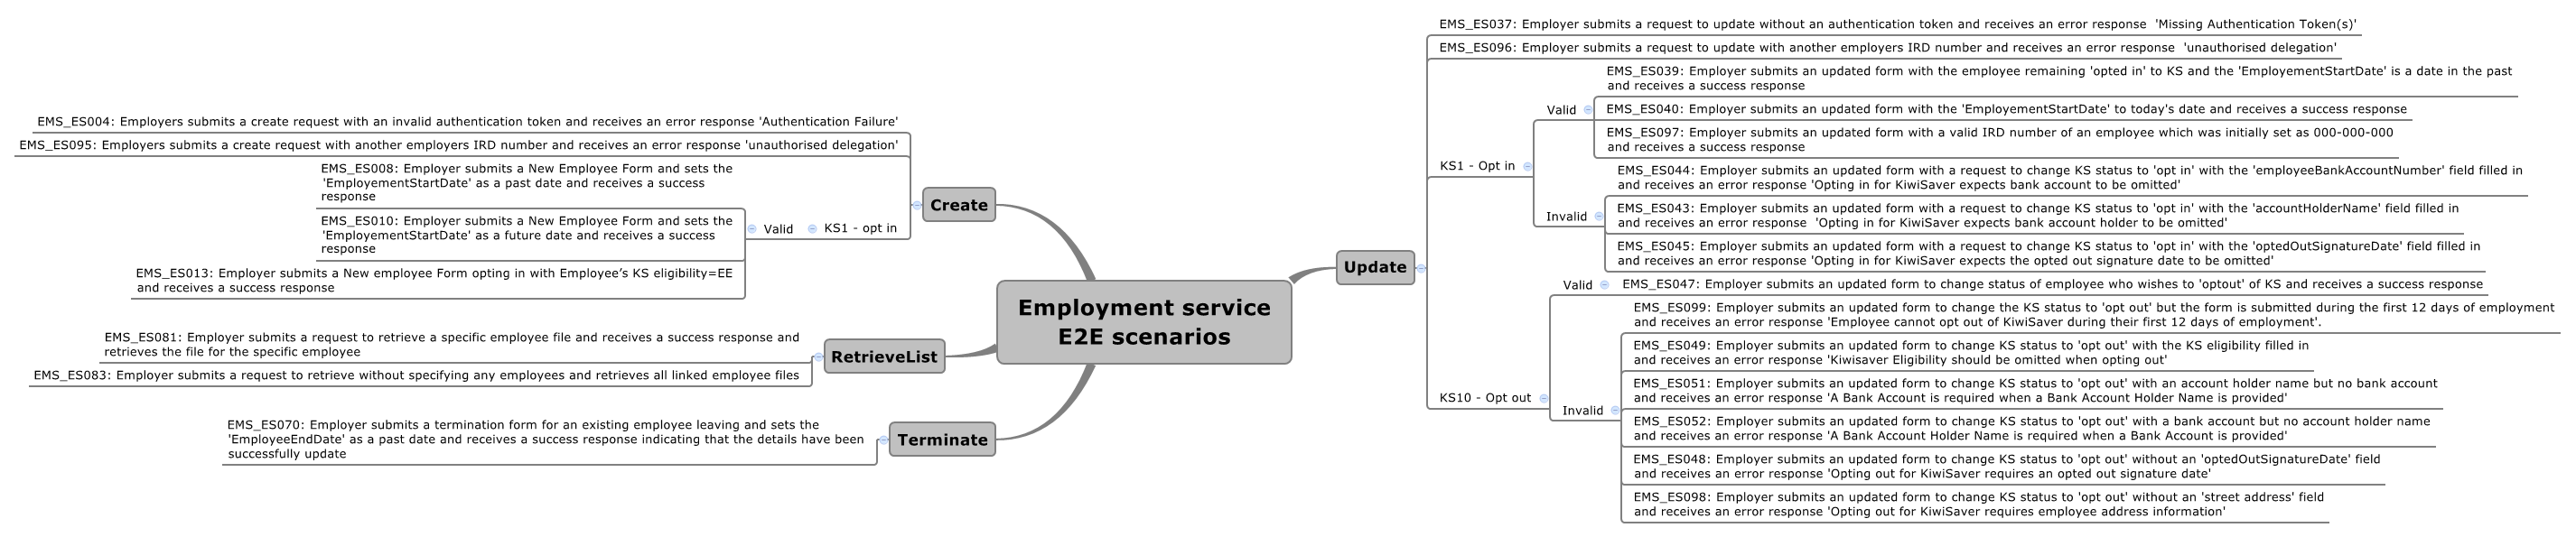 EMS_ES004: Employers submits a create request with an invalid authentication token and receives an error response 'Authentication Failure'
EMS_ES095: Employers submits a create request with another employers IRD number and receives an error response 'unauthorised delegation'
EMS_ES008: Employer submits a New Employee Form and sets the
'EmployementStartDate' as a past date and receives a success
response
EMS_ES010: Employer submits a New Employee Form and sets the
'EmployementStartDate' as a future date and receives a success
response
EMS_ES013: Employer submits a New employee Form opting in with Employee’s KS eligibility=EE
and receives a success response
Valid
KS1 - opt in
Create
EMS_ES081: Employer submits a request to retrieve a specific employee file and receives a success response and
retrieves the file for the specific employee
EMS_ES083: Employer submits a request to retrieve without specifying any employees and retrieves all linked employee files
RetrieveList
EMS_ES070: Employer submits a termination form for an existing employee leaving and sets the
'EmployeeEndDate' as a past date and receives a success response indicating that the details have been
successfully update
Terminate
Employment service
E2E scenarios
Update
EMS_ES037: Employer submits a request to update without an authentication token and receives an error response  'Missing Authentication Token(s)'
EMS_ES096: Employer submits a request to update with another employers IRD number and receives an error response  'unauthorised delegation'
KS1 - Opt in
Valid
EMS_ES039: Employer submits an updated form with the employee remaining 'opted in' to KS and the 'EmployementStartDate' is a date in the past
and receives a success response
EMS_ES040: Employer submits an updated form with the 'EmployementStartDate' to today's date and receives a success response
EMS_ES097: Employer submits an updated form with a valid IRD number of an employee which was initially set as 000-000-000
and receives a success response
Invalid
EMS_ES044: Employer submits an updated form with a request to change KS status to 'opt in' with the 'employeeBankAccountNumber' field filled in
and receives an error response 'Opting in for KiwiSaver expects bank account to be omitted'
EMS_ES043: Employer submits an updated form with a request to change KS status to 'opt in' with the 'accountHolderName' field filled in
and receives an error response  'Opting in for KiwiSaver expects bank account holder to be omitted'
EMS_ES045: Employer submits an updated form with a request to change KS status to 'opt in' with the 'optedOutSignatureDate' field filled in
and receives an error response 'Opting in for KiwiSaver expects the opted out signature date to be omitted'
KS10 - Opt out
Valid
EMS_ES047: Employer submits an updated form to change status of employee who wishes to 'optout' of KS and receives a success response
Invalid
EMS_ES099: Employer submits an updated form to change the KS status to 'opt out' but the form is submitted during the first 12 days of employment
and receives an error response 'Employee cannot opt out of KiwiSaver during their first 12 days of employment'.
EMS_ES049: Employer submits an updated form to change KS status to 'opt out' with the KS eligibility filled in
and receives an error response 'Kiwisaver Eligibility should be omitted when opting out'
EMS_ES051: Employer submits an updated form to change KS status to 'opt out' with an account holder name but no bank account
and receives an error response 'A Bank Account is required when a Bank Account Holder Name is provided'
EMS_ES052: Employer submits an updated form to change KS status to 'opt out' with a bank account but no account holder name
and receives an error response 'A Bank Account Holder Name is required when a Bank Account is provided'
EMS_ES048: Employer submits an updated form to change KS status to 'opt out' without an 'optedOutSignatureDate' field
and receives an error response 'Opting out for KiwiSaver requires an opted out signature date'
EMS_ES098: Employer submits an updated form to change KS status to 'opt out' without an 'street address' field
and receives an error response 'Opting out for KiwiSaver requires employee address information'